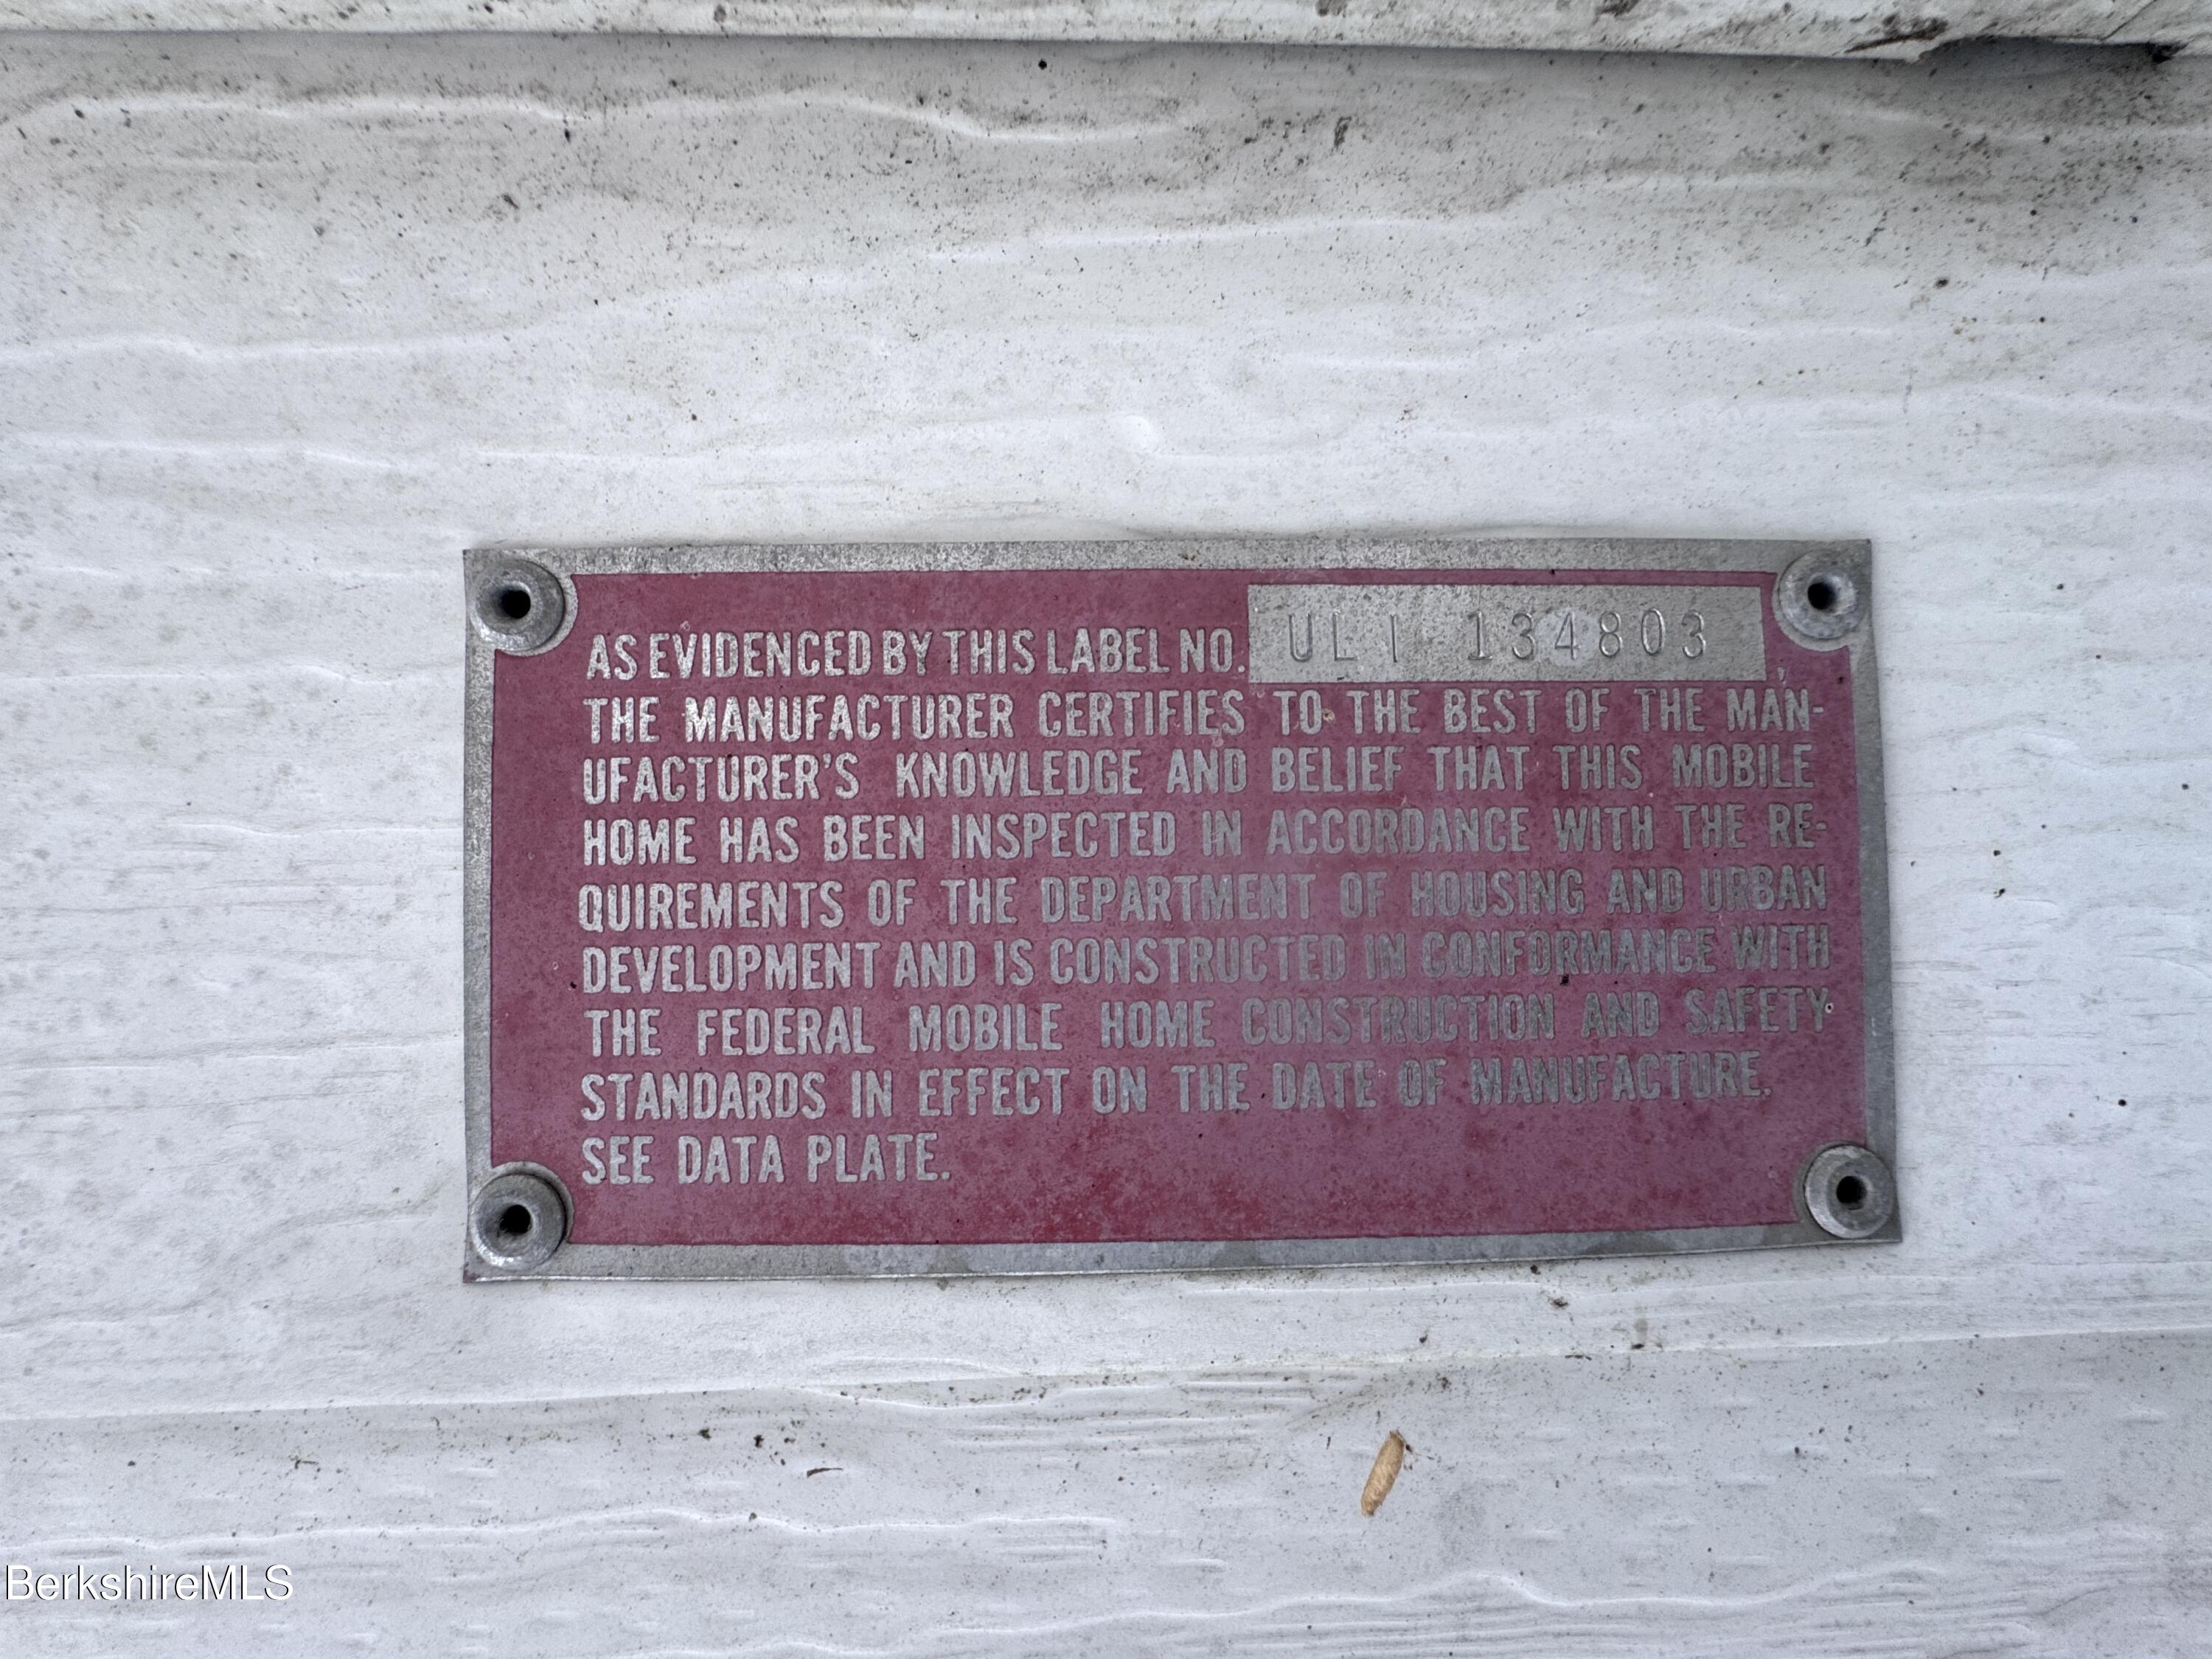 AS EVIDENCED BY THIS LABEL NO. ULI 134803,
THE MANUFACTURER CERTIFIES TO THE BEST OF THE MAN-
UFACTURER'S KNOWLEDGE AND BELIEF THAT THIS MOBILE
HOME HAS BEEN INSPECTED IN ACCORDANCE WITH THE RE-
QUIREMENTS OF THE DEPARTMENT OF HOUSING AND URBAN
DEVELOPMENT AND IS CONSTRUCTED IN CONFORMANCE WITH
THE FEDERAL MOBILE HOME CONSTRUCTION AND SAFETY
STANDARDS IN EFFECT ON THE DATE OF MANUFACTURE.
SEE DATA PLATE.
BerkshireMLS